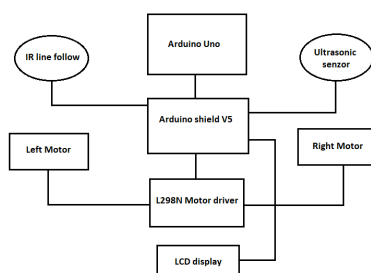 Arduino Uno
IR line follow
Ultrasonic
senzor
Arduino shield V5
Left Motor
Right Motor
L298N Motor driver
LCD display